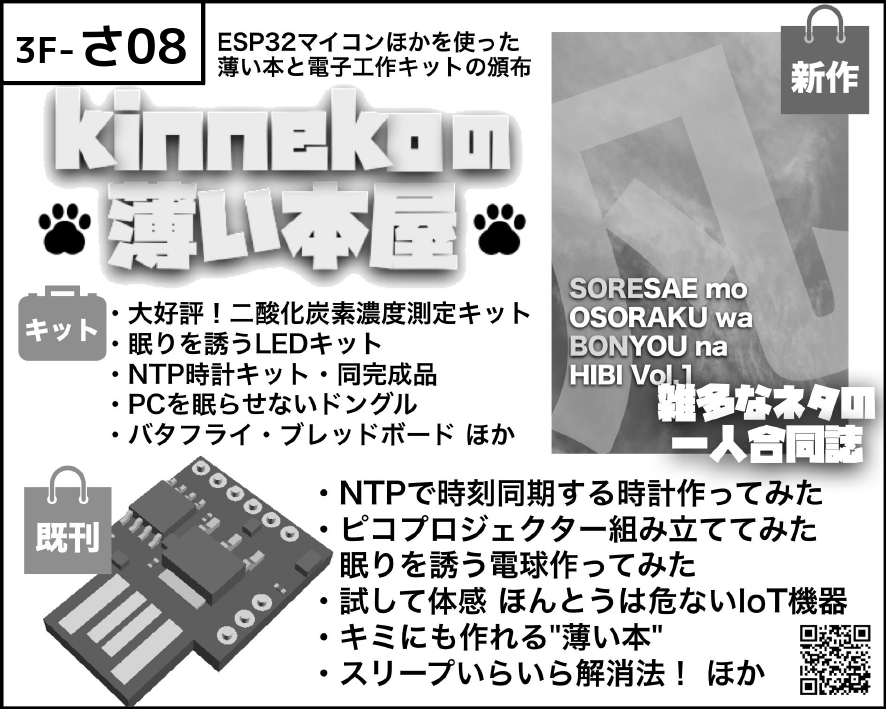 3F-さ08
ESP32マイコンほかを使った
薄い本と電子工作キットの頒布
kinnekoの
薄い本屋
新作
SORESAE mo
OSORAKU wa
BONYOU na
HIBI Vol.1
凡
雑多なネタの
一人合同誌
キット
・大好評！二酸化炭素濃度測定キット
・眠りを誘うLEDキット
・NTP時計キット・同完成品
・PCを眠らせないドングル
・バタフライ・ブレッドボード ほか
既刊
・NTPで時刻同期する時計作ってみた
・ピコプロジェクター組み立ててみた
眠りを誘う電球作ってみた
・試して体感 ほんとうは危ないIoT機器
・キミにも作れる"薄い本"
・スリープいらいら解消法！ ほか